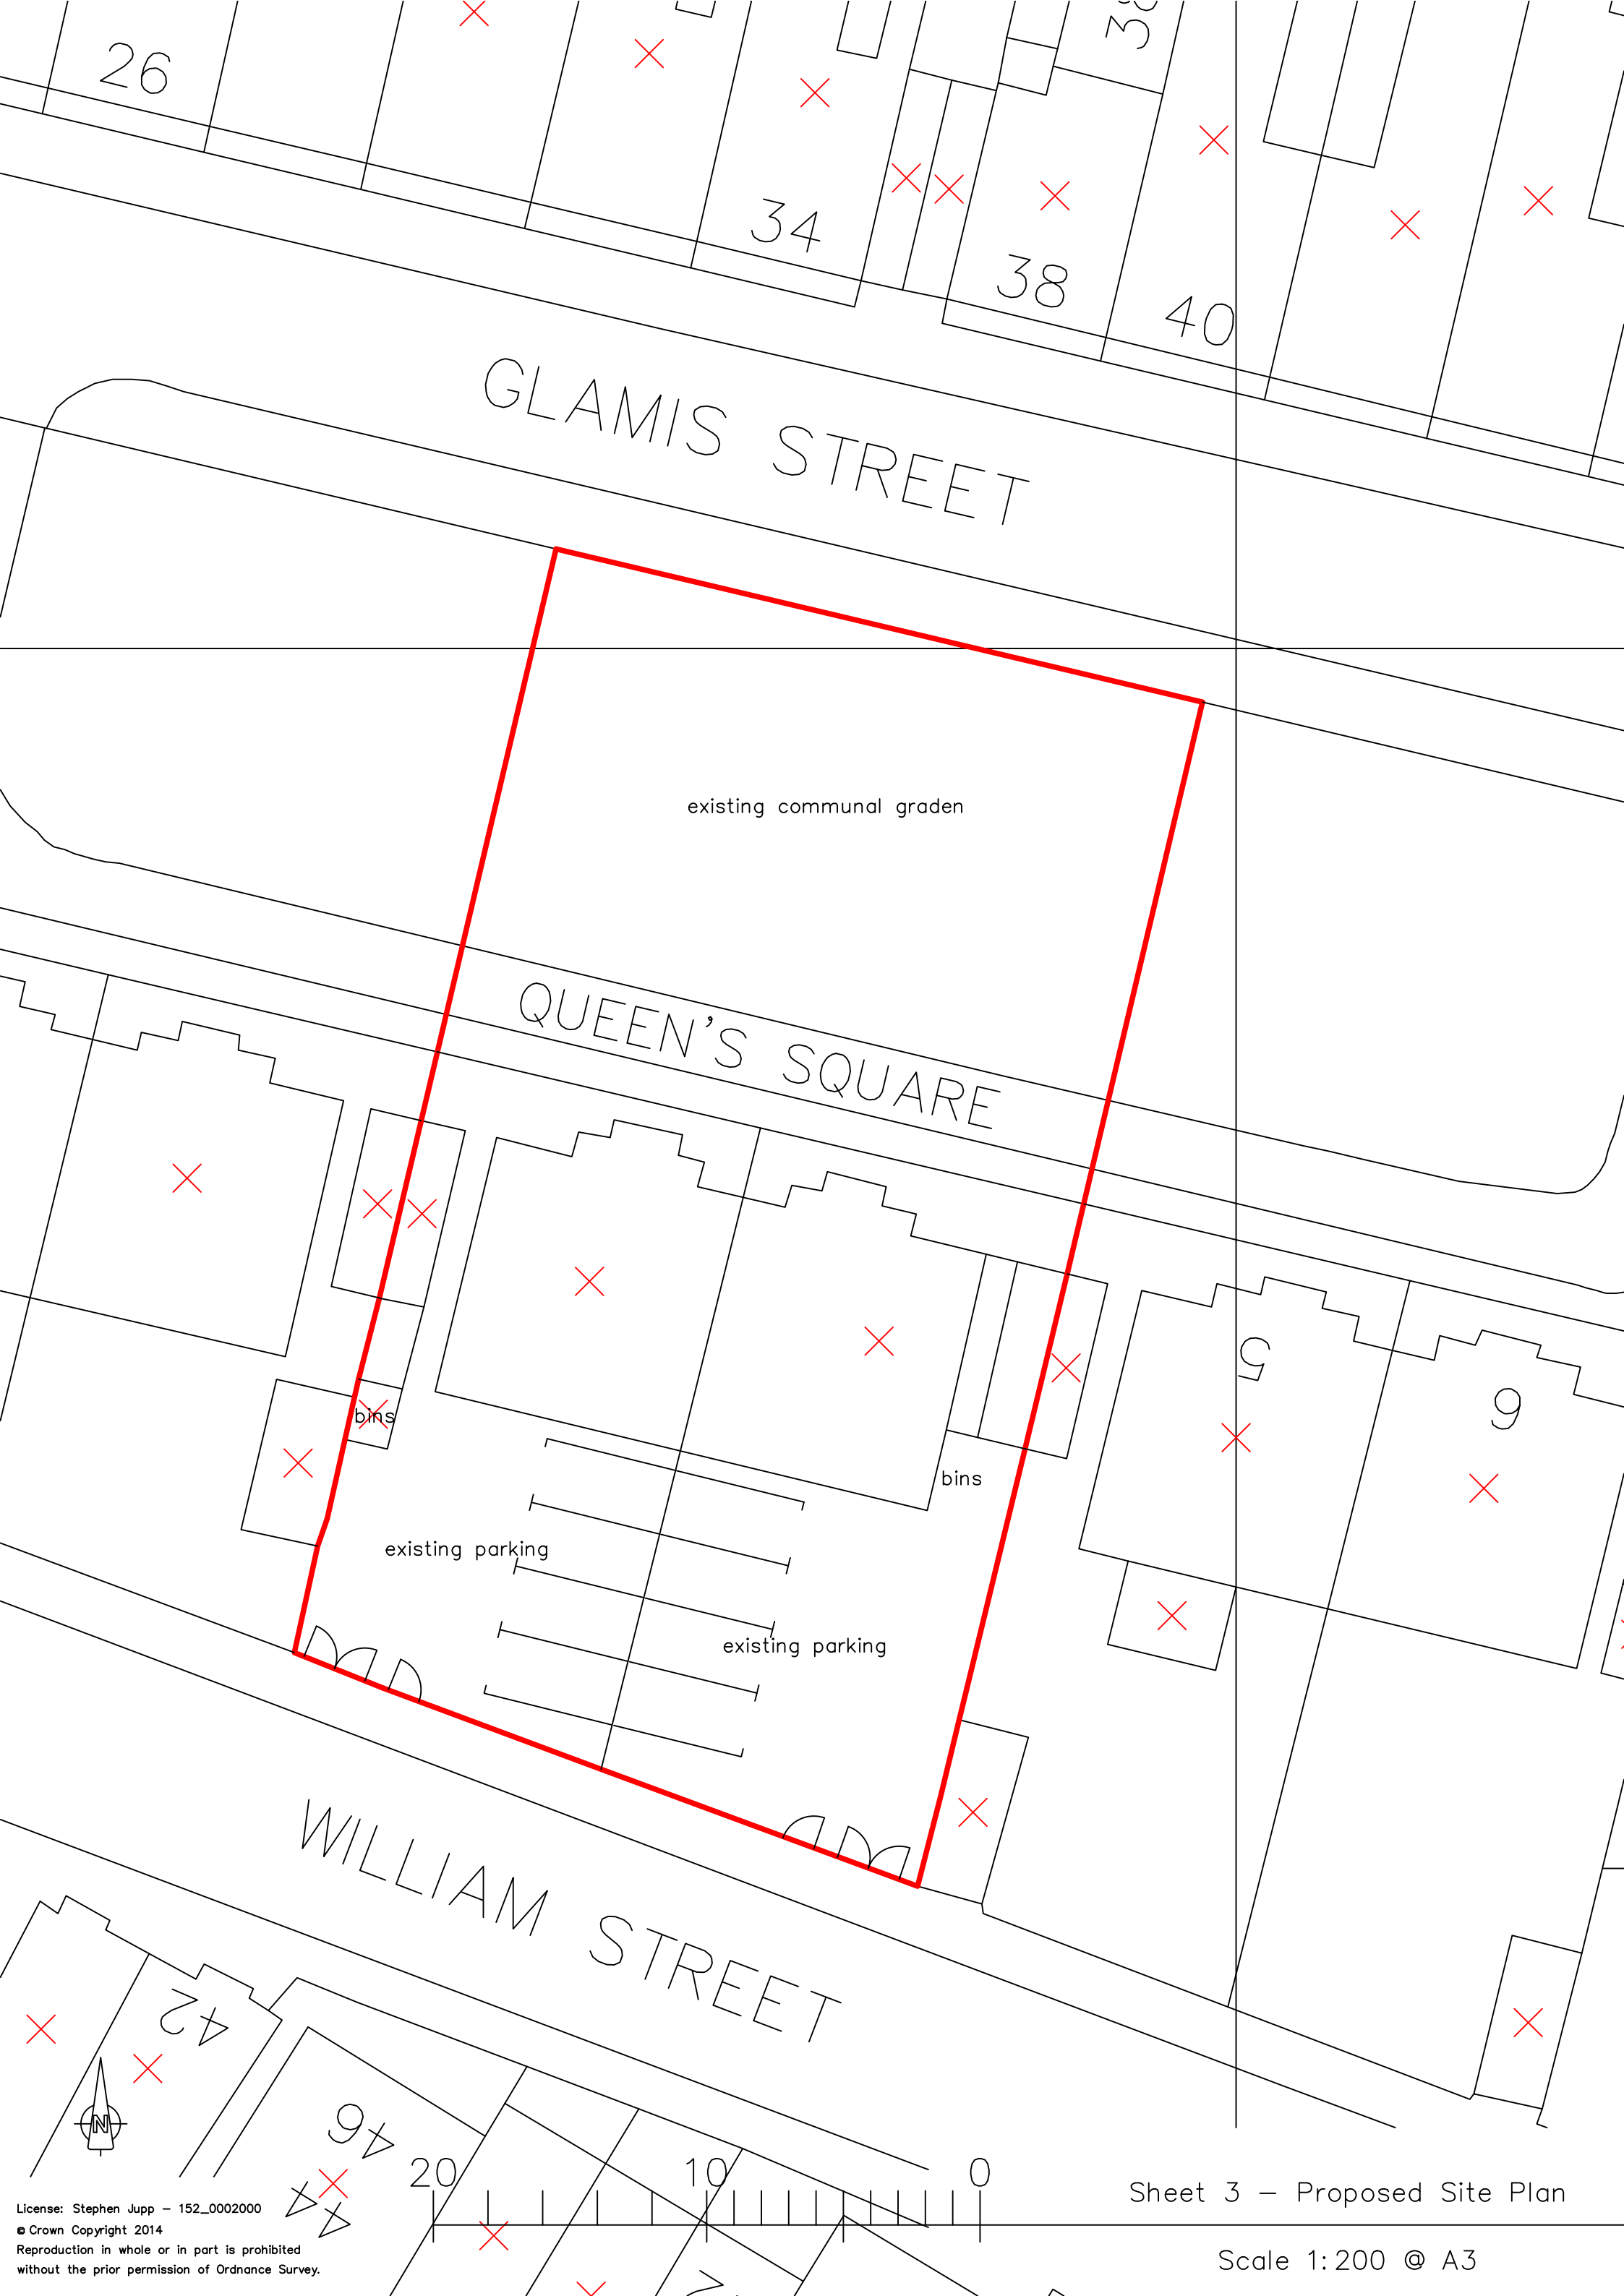 26
34
38
38
40
GLAMIS STREET
existing communal graden
QUEEN'S SQUARE
5
6
bins
bins
existing parking
existing parking
WILLIAM STREET
42
46
44
N
20 10 0
Sheet 3 – Proposed Site Plan
Scale 1:200 @ A3
License: Stephen Jupp – 152_0002000
© Crown Copyright 2014
Reproduction in whole or in part is prohibited
without the prior permission of Ordnance Survey.